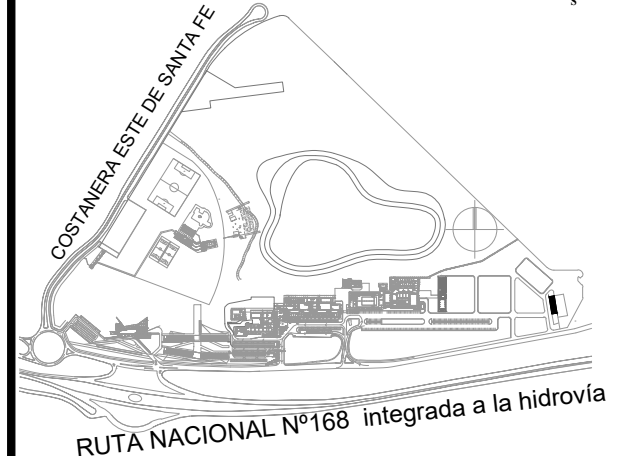 s
COSTANERA ESTE DE SANTA FE
RUTA NACIONAL Nº168 integrada a la hidrovía